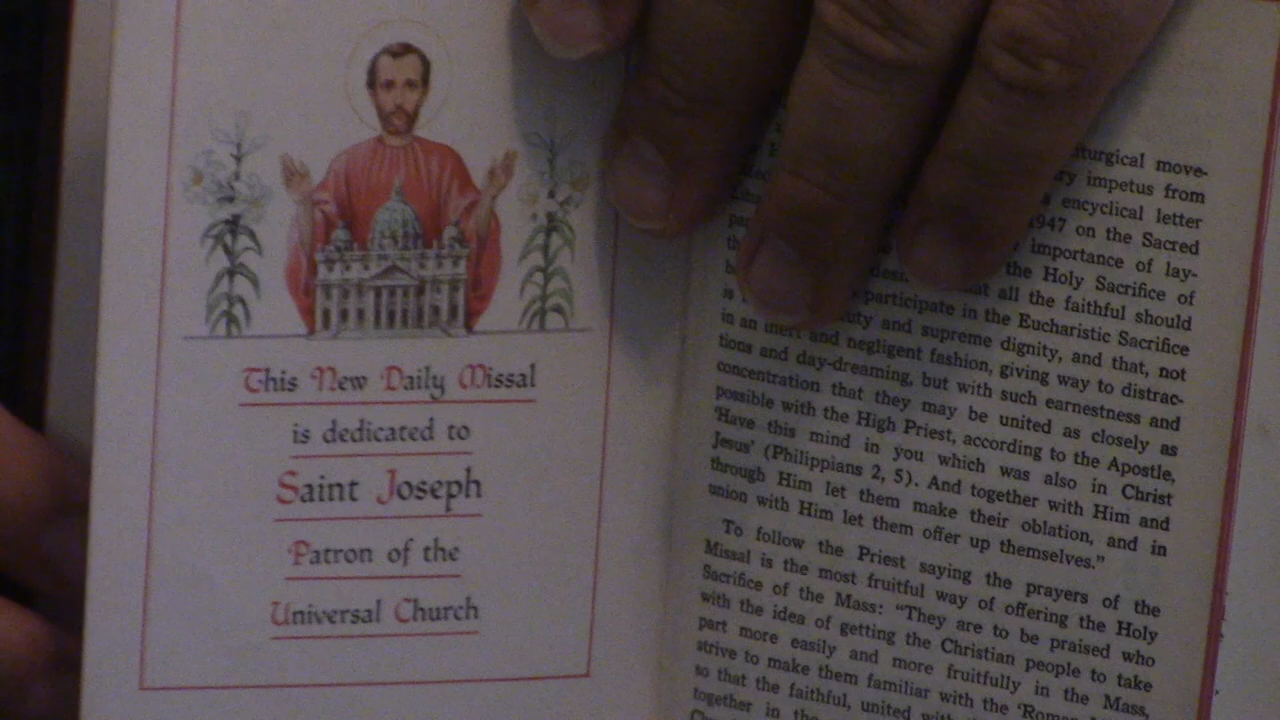 This New Daily Missal
is dedicated to
Saint Joseph
Patron of the
Universal Church
move-
impetus from
encyclical letter
1947 on the Sacred
importance of lay-
the Holy Sacrifice of
all the faithful should
participate in the Eucharistic Sacrifice
is and supreme dignity, and that, not
in an inert and negligent fashion, giving way to distrac-
tions and day-dreaming, but with such earnestness and
concentration that they may be united as closely as
possible with the High Priest, according to the Apostle,
'Have this mind in you which was also in Christ
Jesus' (Philippians 2, 5). And together with Him and
through Him let them make their oblation, and in
union with Him let them offer up themselves."
To follow the Priest saying the prayers of the
Missal is the most fruitful way of offering the Holy
Sacrifice of the Mass: "They are to be praised who
with the idea of getting the Christian people to take
part more easily and more fruitfully in the Mass,
strive to make them familiar with the 'Roman
so that the faithful, united
together in the